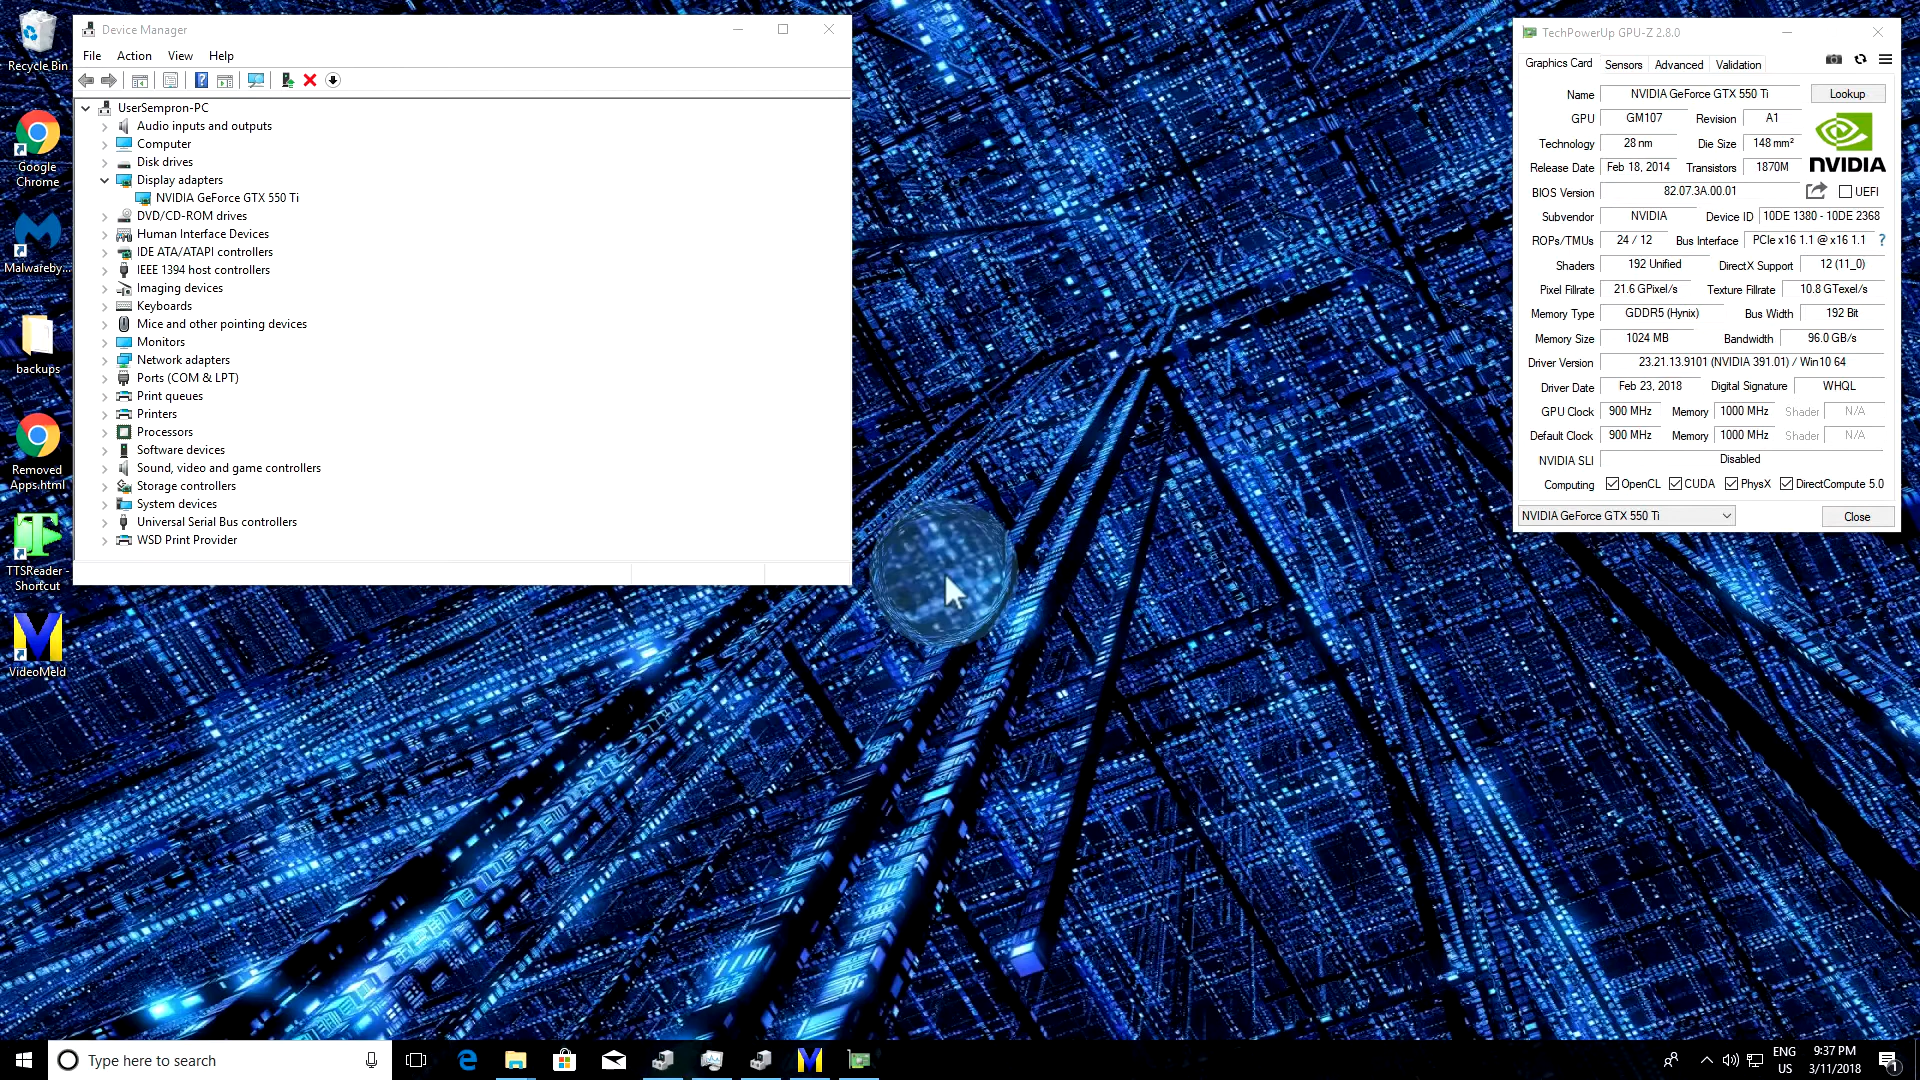 Recycle Bin
Google
Chrome
Malwareby...
backups
Removed
Apps.html
TTSReader -
Shortcut
VideoMeld
Device Manager
File Action View Help
UserSempron-PC
Audio inputs and outputs
Computer
Disk drives
Display adapters
NVIDIA GeForce GTX 550 Ti
DVD/CD-ROM drives
Human Interface Devices
IDE ATA/ATAPI controllers
IEEE 1394 host controllers
Imaging devices
Keyboards
Mice and other pointing devices
Monitors
Network adapters
Ports (COM & LPT)
Print queues
Printers
Processors
Software devices
Sound, video and game controllers
Storage controllers
System devices
Universal Serial Bus controllers
WSD Print Provider
TechPowerUp GPU-Z 2.8.0
Graphics Card Sensors Advanced Validation
Name NVIDIA GeForce GTX 550 Ti Lookup
GPU GM107 Revision A1
Technology 28 nm Die Size 148 mm²
NVIDIA
Release Date Feb 18, 2014 Transistors 1870M
BIOS Version 82.07.3A.00.01 UEFI
Subvendor NVIDIA Device ID 10DE 1380 - 10DE 2368
ROPs/TMUs 24 / 12 Bus Interface PCIe x16 1.1 @ x16 1.1 ?
Shaders 192 Unified DirectX Support 12 (11_0)
Pixel Fillrate 21.6 GPixel/s Texture Fillrate 10.8 GTexel/s
Memory Type GDDR5 (Hynix) Bus Width 192 Bit
Memory Size 1024 MB Bandwidth 96.0 GB/s
Driver Version 23.21.13.9101 (NVIDIA 391.01) / Win10 64
Driver Date Feb 23, 2018 Digital Signature WHQL
GPU Clock 900 MHz Memory 1000 MHz Shader N/A
Default Clock 900 MHz Memory 1000 MHz Shader N/A
NVIDIA SLI Disabled
Computing OpenCL CUDA PhysX DirectCompute 5.0
NVIDIA GeForce GTX 550 Ti Close
Type here to search
ENG
US
9:37 PM
3/11/2018
1